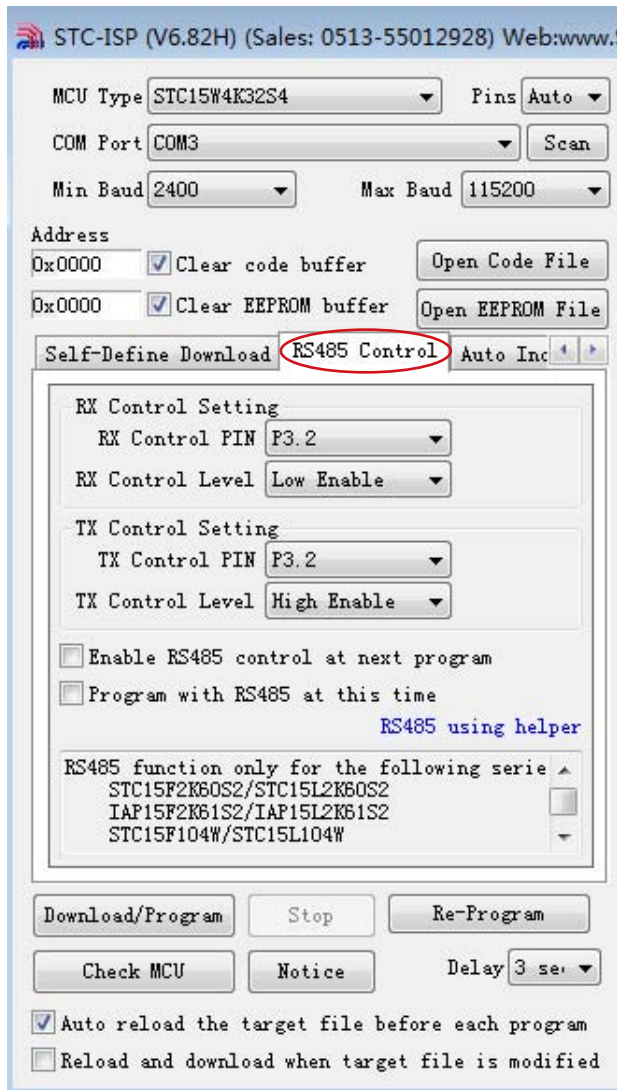 STC-ISP (V6.82H) (Sales: 0513-55012928) Web:www.
MCU Type STC15W4K32S4 Pins Auto
COM Port COM3 Scan
Min Baud 2400 Max Baud 115200
Address
0x0000 Clear code buffer Open Code File
0x0000 Clear EEPROM buffer Open EEPROM File
Self-Define Download RS485 Control Auto Inc
RX Control Setting
RX Control PIN P3.2
RX Control Level Low Enable
TX Control Setting
TX Control PIN P3.2
TX Control Level High Enable
Enable RS485 control at next program
Program with RS485 at this time
RS485 using helper
RS485 function only for the following serie
STC15F2K60S2/STC15L2K60S2
IAP15F2K61S2/IAP15L2K61S2
STC15F104W/STC15L104W
Download/Program Stop Re-Program
Check MCU Notice Delay 3 se
Auto reload the target file before each program
Reload and download when target file is modified